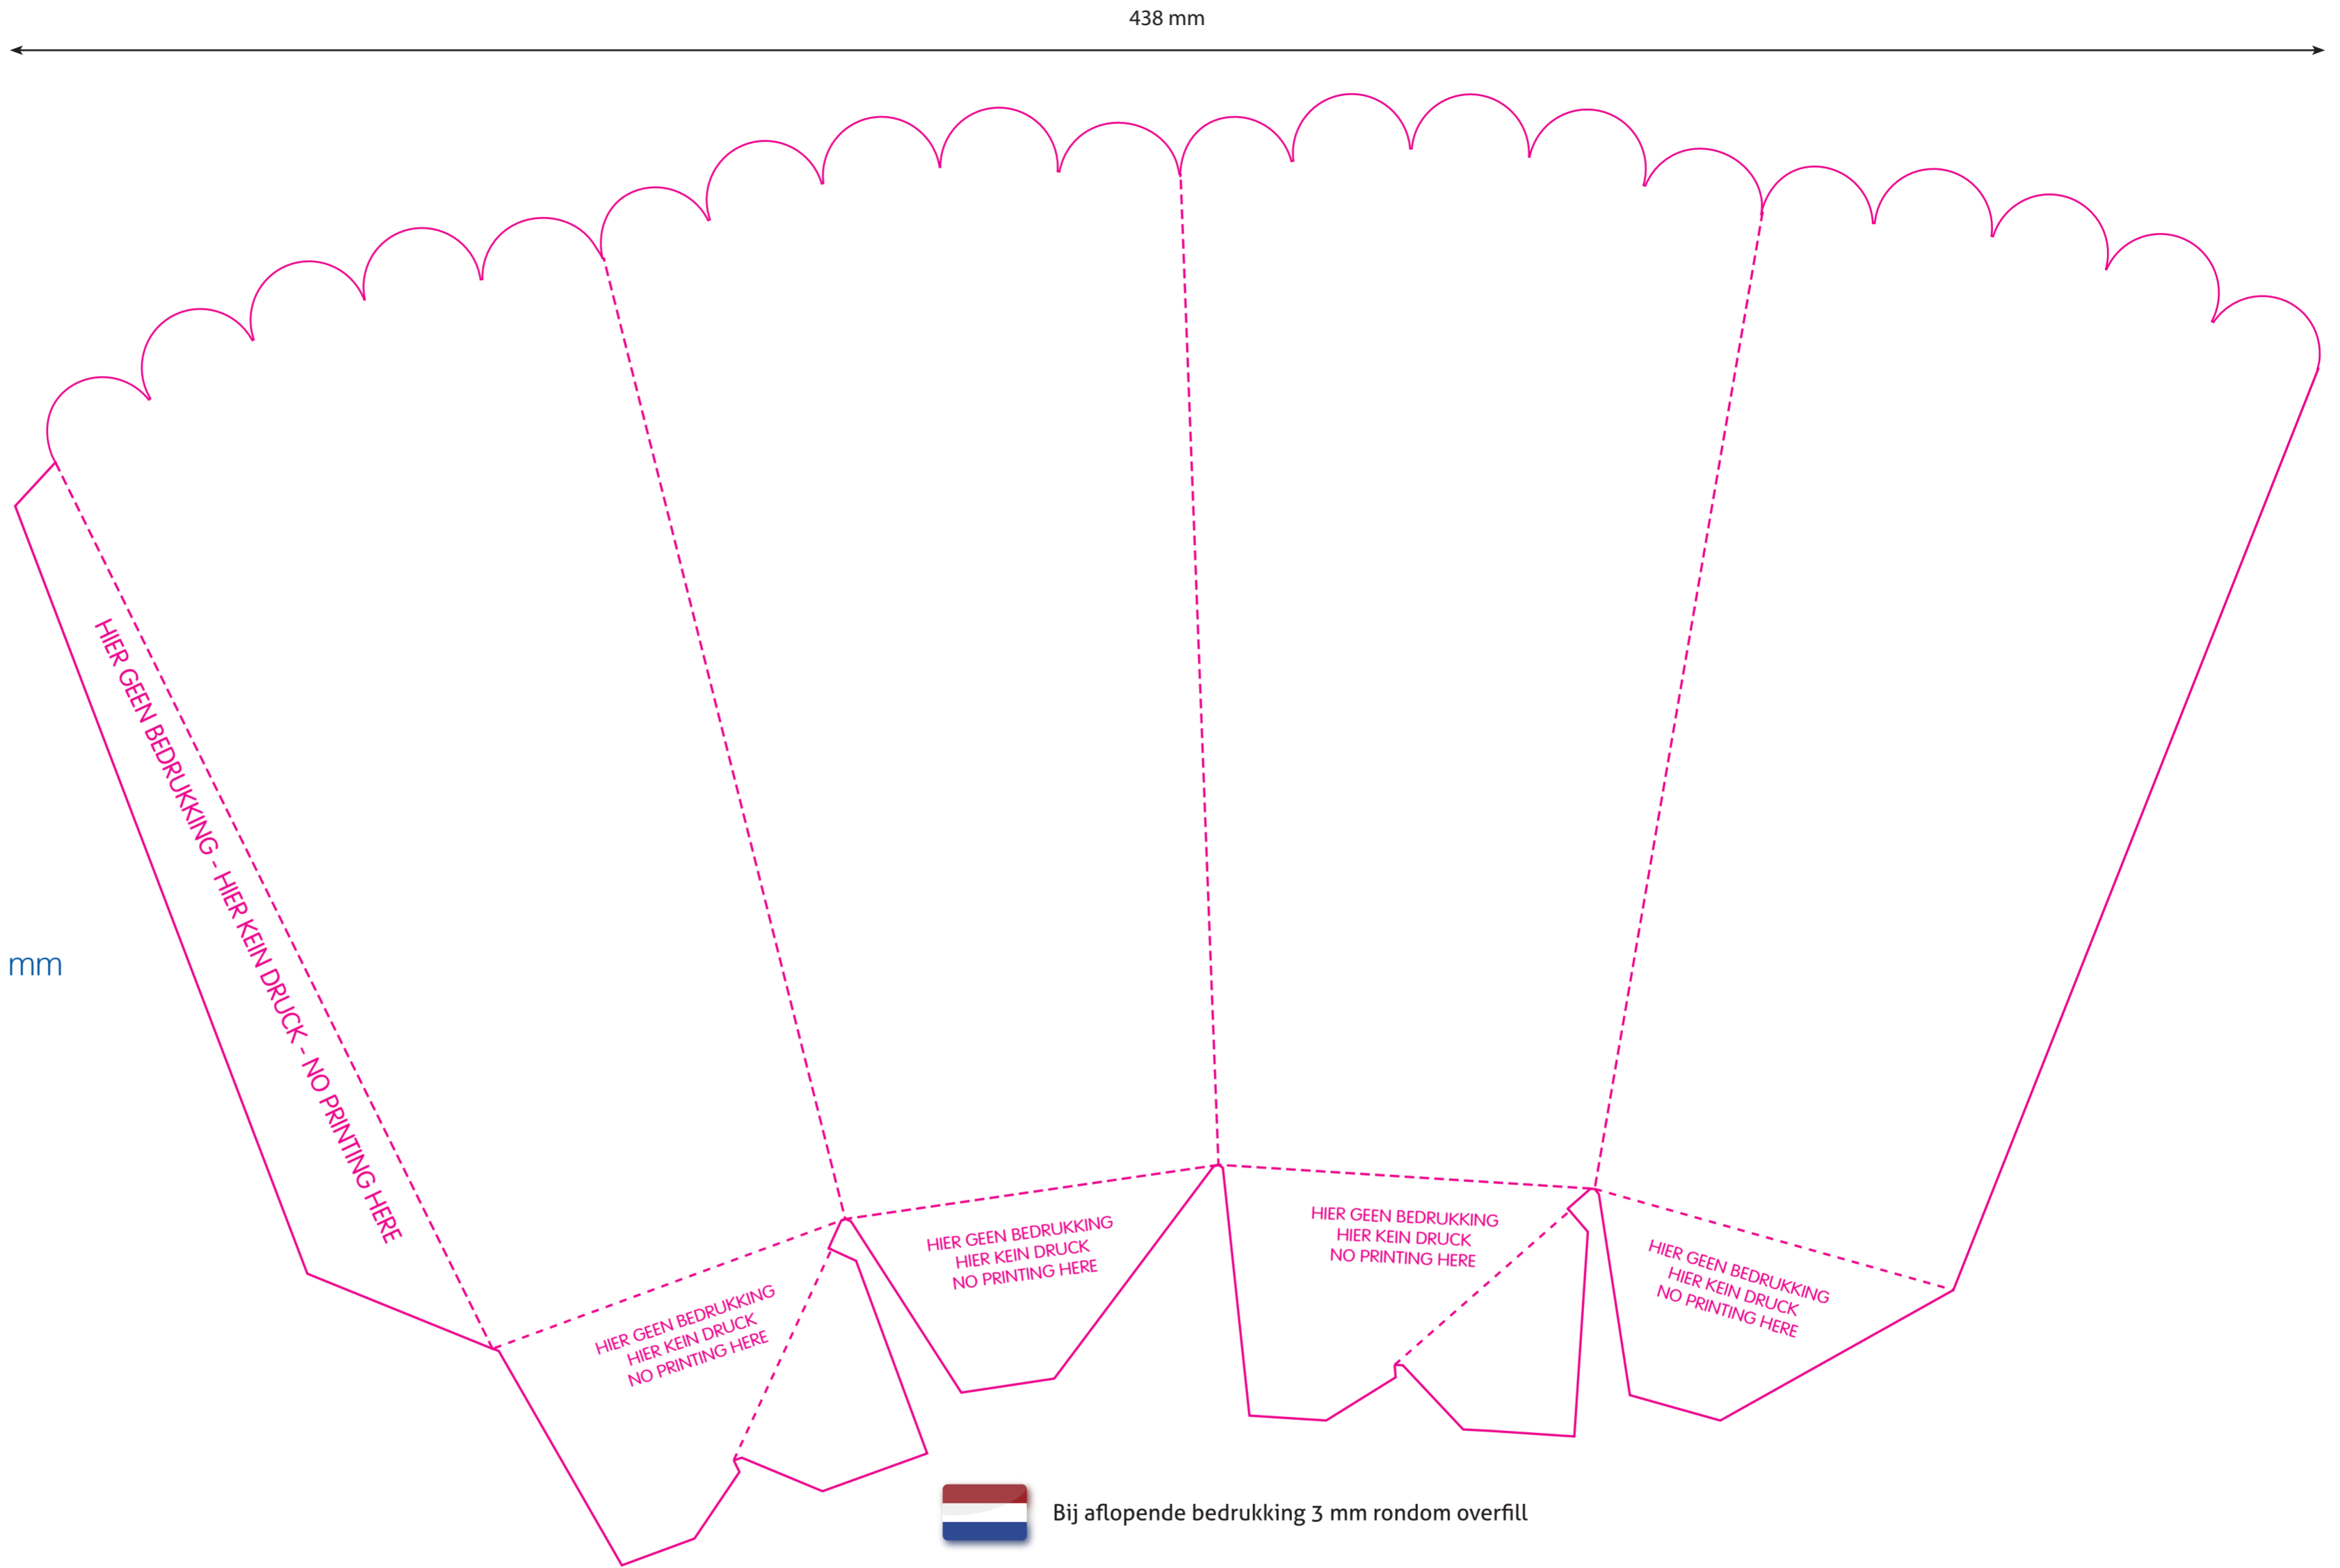 438 mm
HIER GEEN BEDRUKKING - HIER KEIN DRUCK - NO PRINTING HERE
mm
HIER GEEN BEDRUKKING
HIER KEIN DRUCK
NO PRINTING HERE
HIER GEEN BEDRUKKING
HIER KEIN DRUCK
NO PRINTING HERE
HIER GEEN BEDRUKKING
HIER KEIN DRUCK
NO PRINTING HERE
HIER GEEN BEDRUKKING
HIER KEIN DRUCK
NO PRINTING HERE
Bij aflopende bedrukking 3 mm rondom overfill